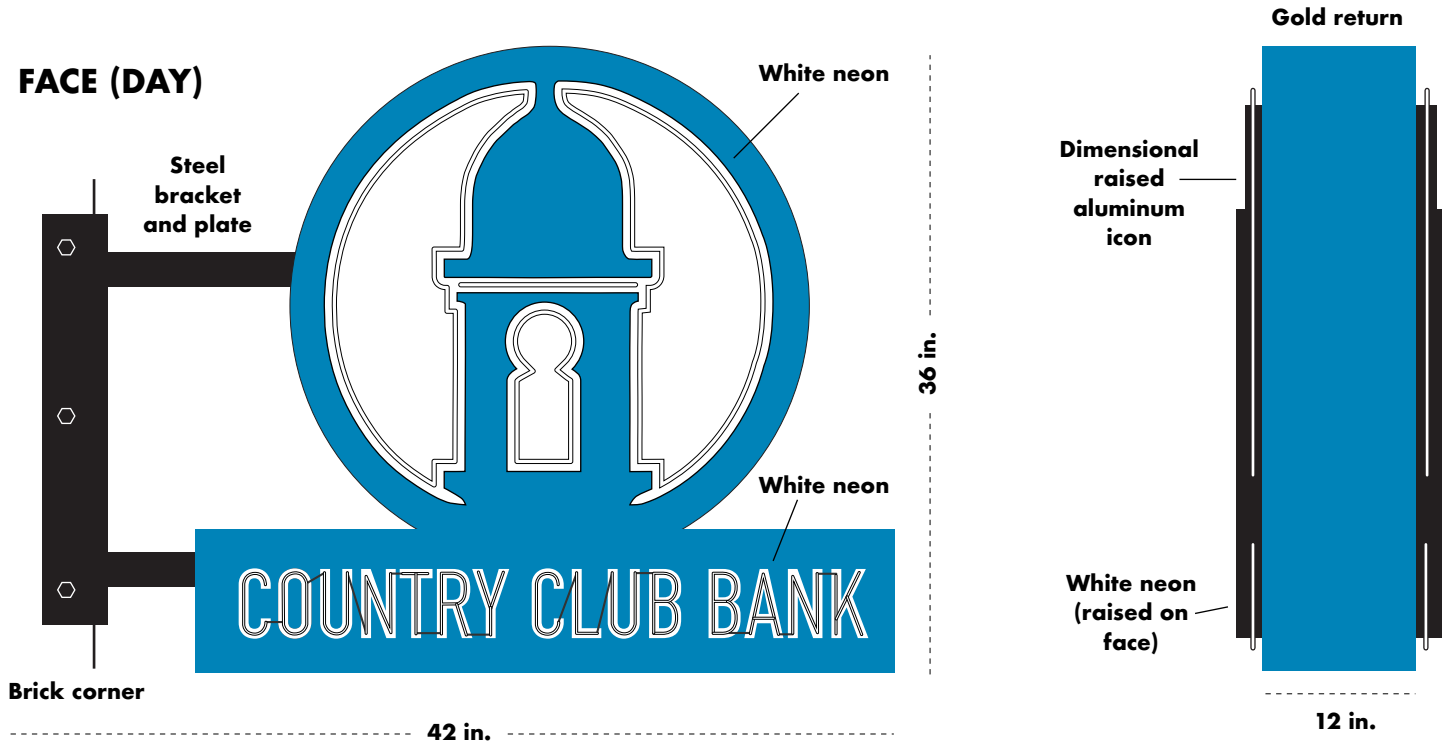 FACE (DAY)
White neon
Steel
bracket
and plate
36 in.
White neon
COUNTRY CLUB BANK
Brick corner
42 in.
Gold return
Dimensional
raised
aluminum
icon
White neon
(raised on
face)
12 in.